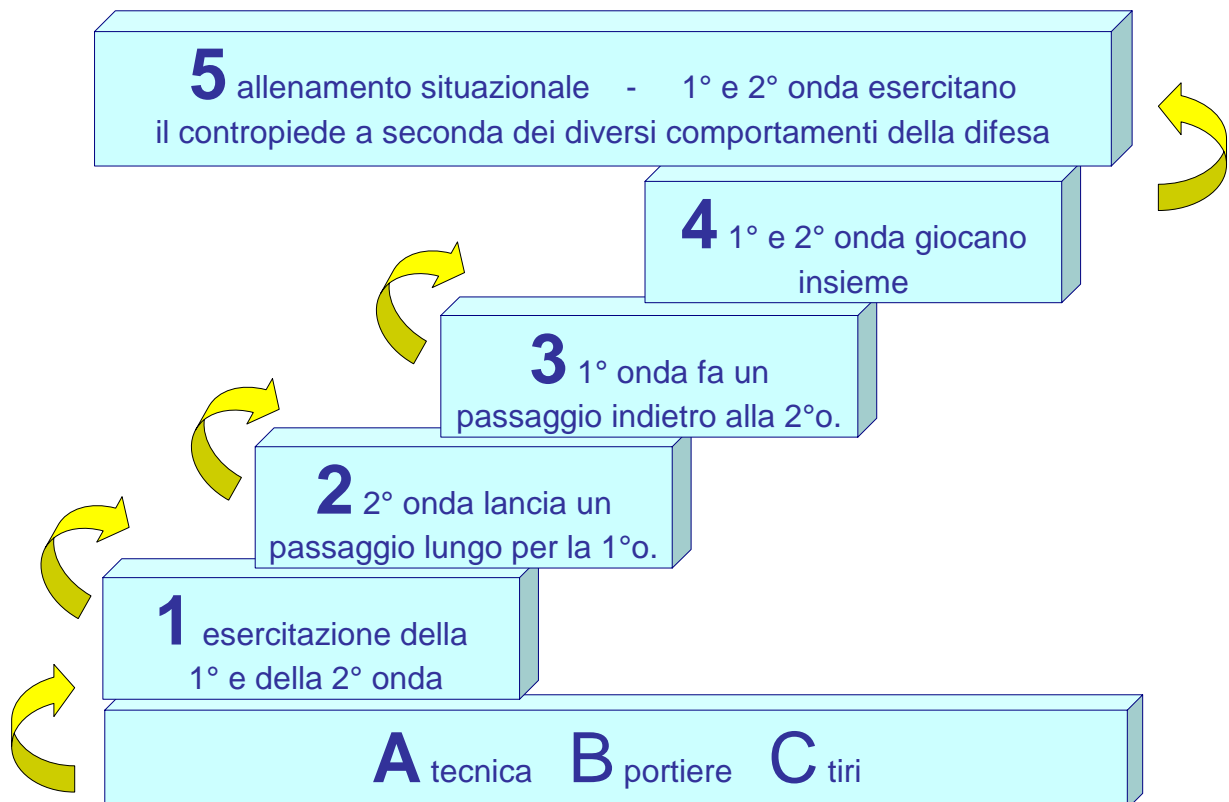 5 allenamento situazionale - 1° e 2° onda esercitano
il contropiede a seconda dei diversi comportamenti della difesa
4 1° e 2° onda giocano
insieme
3 1° onda fa un
passaggio indietro alla 2°o.
2 2° onda lancia un
passaggio lungo per la 1°o.
1 esercitazione della
1° e della 2° onda
A tecnica B portiere C tiri